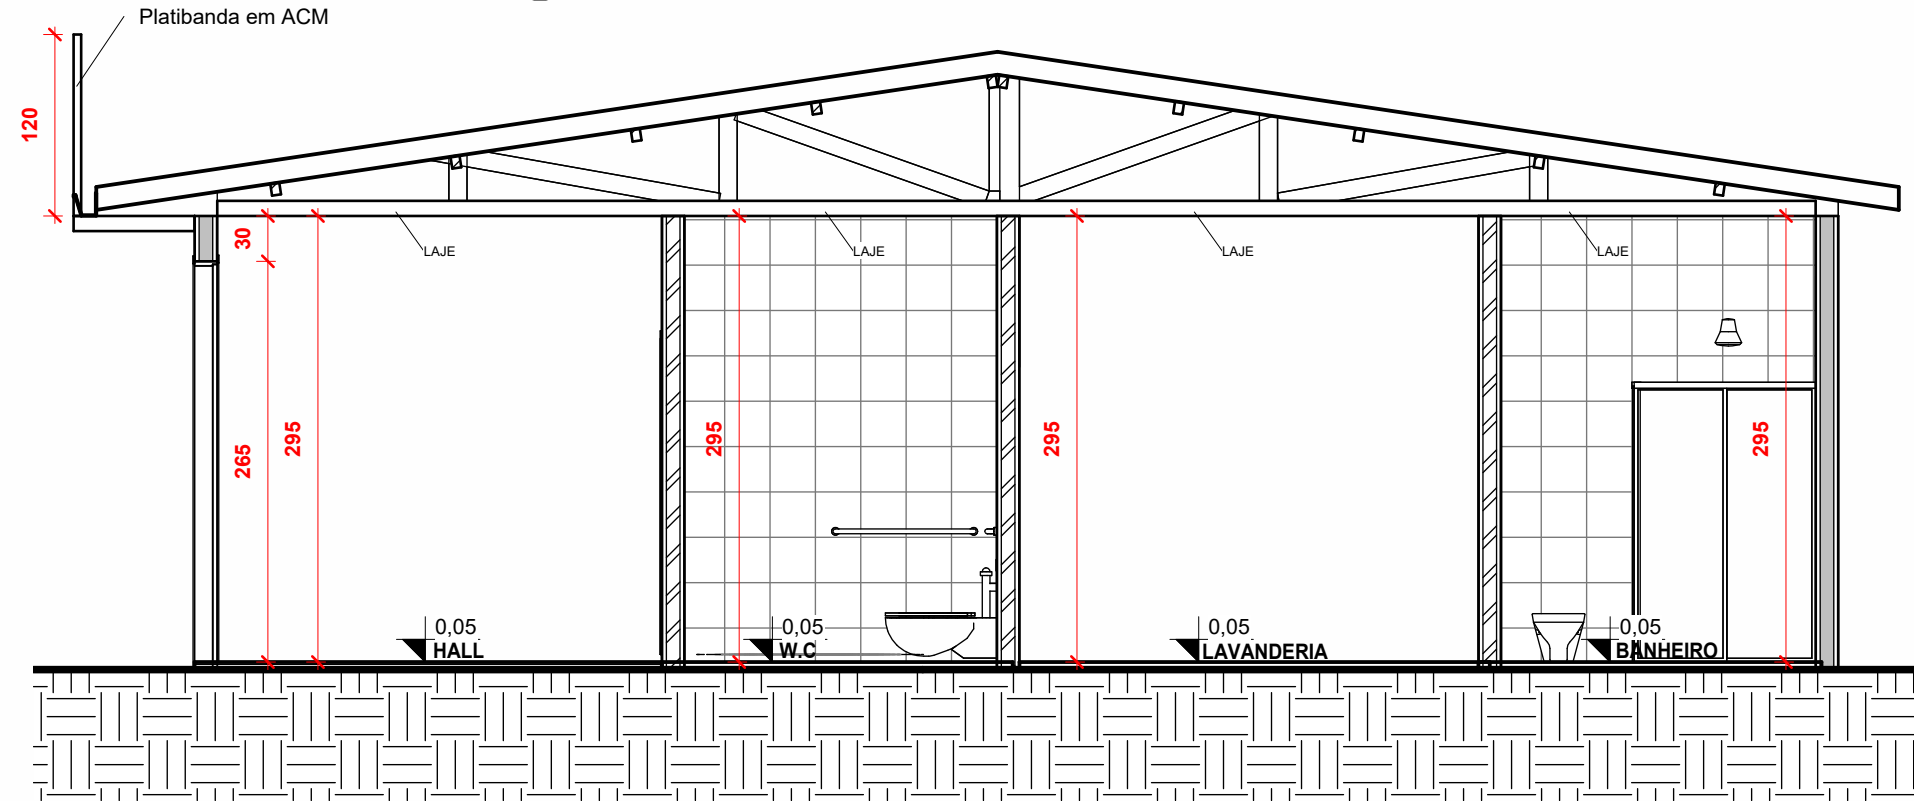 Platibanda em ACM
120
30
LAJE
LAJE
LAJE
LAJE
265
295
295
295
295
0,05
HALL
0,05
W.C
0,05
LAVANDERIA
0,05
BANHEIRO